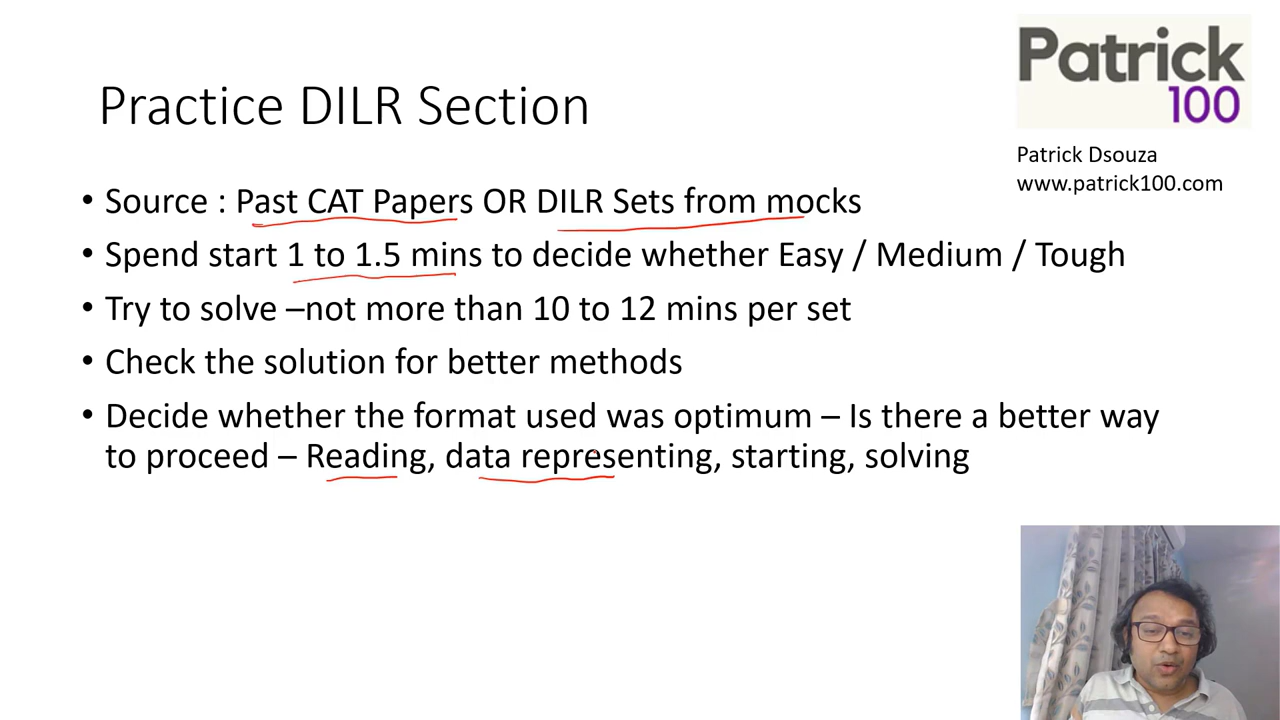 Patrick
100
Practice DILR Section
Patrick Dsouza
www.patrick100.com
• Source : Past CAT Papers OR DILR Sets from mocks
• Spend start 1 to 1.5 mins to decide whether Easy / Medium / Tough
• Try to solve –not more than 10 to 12 mins per set
• Check the solution for better methods
• Decide whether the format used was optimum – Is there a better way
to proceed – Reading, data representing, starting, solving